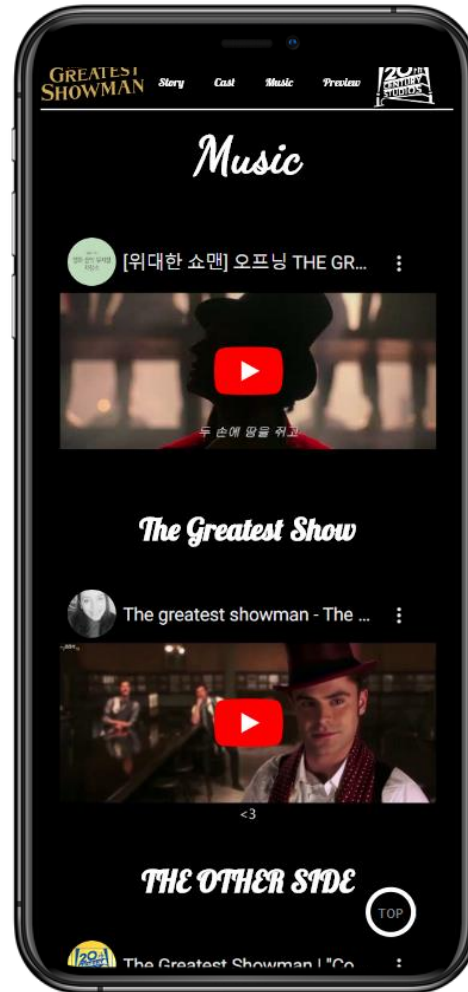 GREATEST
SHOWMAN
Story
Cast
Music
Preview
20TH
CENTURY
STUDIOS
Music
[위대한 쇼맨] 오프닝 THE GR...
두 손에 땀을 쥐고
The Greatest Show
The greatest showman - The ...
<3
THE OTHER SIDE
TOP
20TH
The Greatest Showman | "Co...